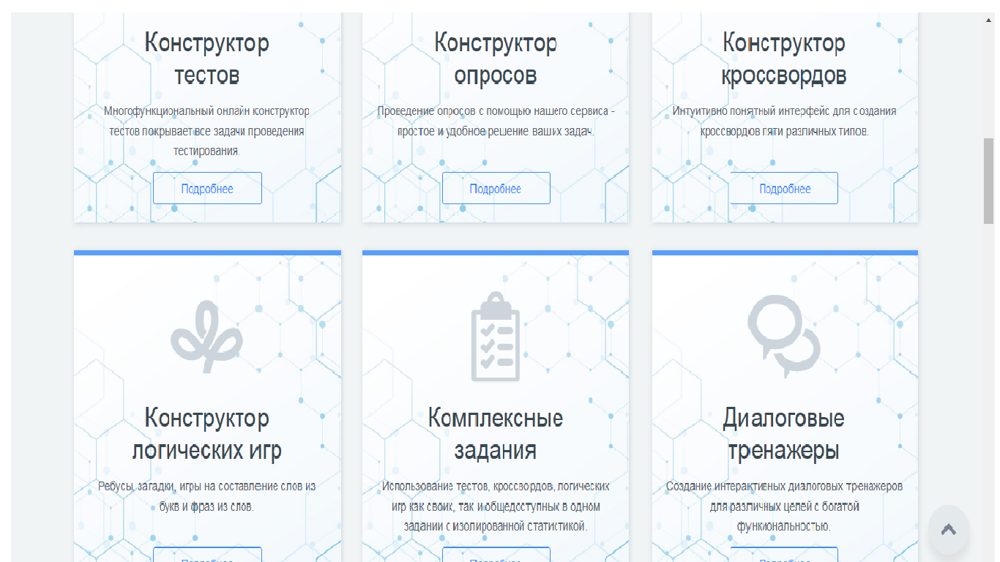 Конструктор
тестов
Многофункциональный онлайн конструктор
тестов покрывает все задачи проведения
тестирования.
Подробнее
Конструктор
опросов
Проведение опросов с помощью нашего сервиса -
простое и удобное решение ваших задач.
Подробнее
Конструктор
кроссвордов
Интуитивно понятный интерфейс для создания
кроссвордов пяти различных типов.
Подробнее
Конструктор
логических игр
Ребусы, загадки, игры на составление слов из
букв и фраз из слов.
Подробнее
Комплексные
задания
Использование тестов, кроссвордов, логических
игр как своих, так и общедоступных в одном
задании с изолированной статистикой.
Подробнее
Диалоговые
тренажеры
Создание интерактивных диалоговых тренажеров
для различных целей с богатой
функциональностью.
Подробнее